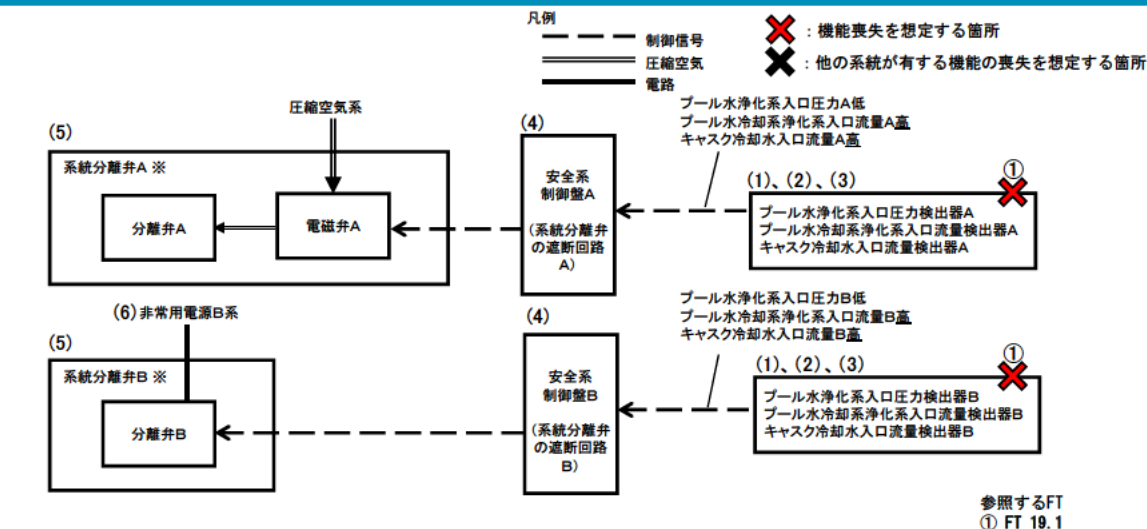 凡例
制御信号
圧縮空気
電路
：機能喪失を想定する箇所
：他の系統が有する機能の喪失を想定する箇所
圧縮空気系
(5)
系統分離弁A ※
分離弁A
電磁弁A
(4)
安全系
制御盤A
(系統分離弁
の遮断回路
A)
プール水浄化系入口圧力A低
プール水冷却系浄化系入口流量A高
キャスク冷却水入口流量A高
(1)、(2)、(3)
①
プール水浄化系入口圧力検出器A
プール水冷却系浄化系入口流量検出器A
キャスク冷却水入口流量検出器A
(6)非常用電源B系
(5)
系統分離弁B ※
分離弁B
(4)
安全系
制御盤B
(系統分離弁
の遮断回路
B)
プール水浄化系入口圧力B低
プール水冷却系浄化系入口流量B高
キャスク冷却水入口流量B高
(1)、(2)、(3)
①
プール水浄化系入口圧力検出器B
プール水冷却系浄化系入口流量検出器B
キャスク冷却水入口流量検出器B
参照するFT
① FT 19.1